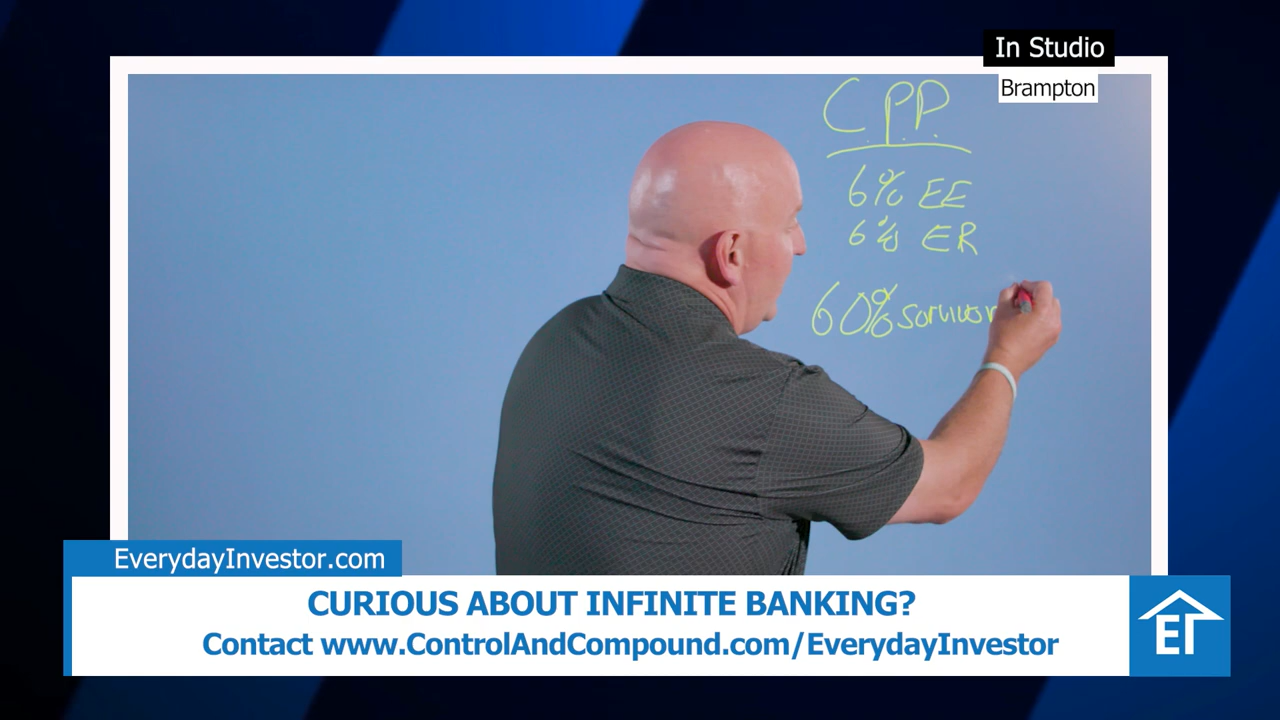 In Studio
Brampton
C.P.P.
6% EE
6% ER
60% Survivor
EverydayInvestor.com
CURIOUS ABOUT INFINITE BANKING?
Contact www.ControlAndCompound.com/EverydayInvestor
EI